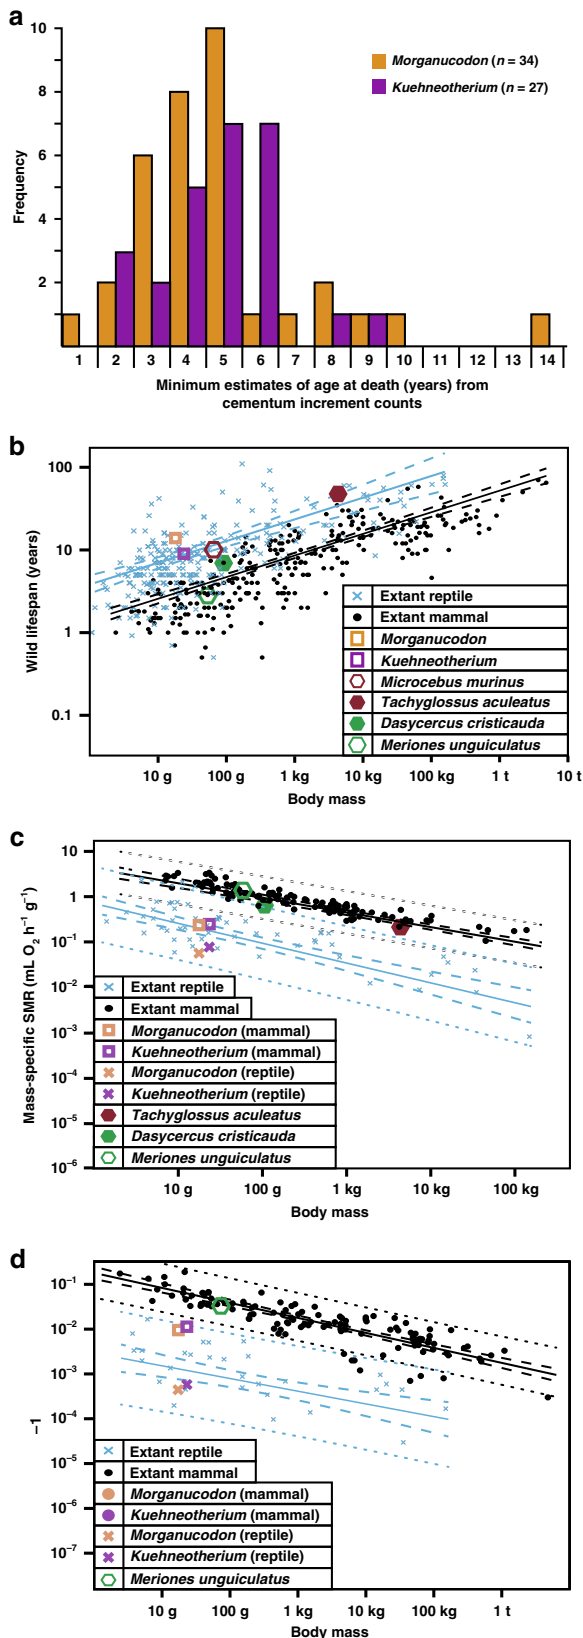 a
10
8
6
4
2
Frequency
Morganucodon (n = 34)
Kuehneotherium (n = 27)
1 2 3 4 5 6 7 8 9 10 11 12 13 14
Minimum estimates of age at death (years) from
cementum increment counts
b
100
10
1
0.1
Wild lifespan (years)
Extant reptile
Extant mammal
Morganucodon
Kuehneotherium
Microcebus murinus
Tachyglossus aculeatus
Dasycercus cristicauda
Meriones unguiculatus
10 g 100 g 1 kg 10 kg 100 kg 1 t 10 t
Body mass
c
10
1
10⁻¹
10⁻²
10⁻³
10⁻⁴
10⁻⁵
10⁻⁶
Mass-specific SMR (mL O₂ h⁻¹ g⁻¹)
Extant reptile
Extant mammal
Morganucodon (mammal)
Kuehneotherium (mammal)
Morganucodon (reptile)
Kuehneotherium (reptile)
Tachyglossus aculeatus
Dasycercus cristicauda
Meriones unguiculatus
10 g 100 g 1 kg 10 kg 100 kg
Body mass
d
10⁻¹
10⁻²
10⁻³
10⁻⁴
10⁻⁵
10⁻⁶
10⁻⁷
–1
Extant reptile
Extant mammal
Morganucodon (mammal)
Kuehneotherium (mammal)
Morganucodon (reptile)
Kuehneotherium (reptile)
Meriones unguiculatus
10 g 100 g 1 kg 10 kg 100 kg 1 t
Body mass